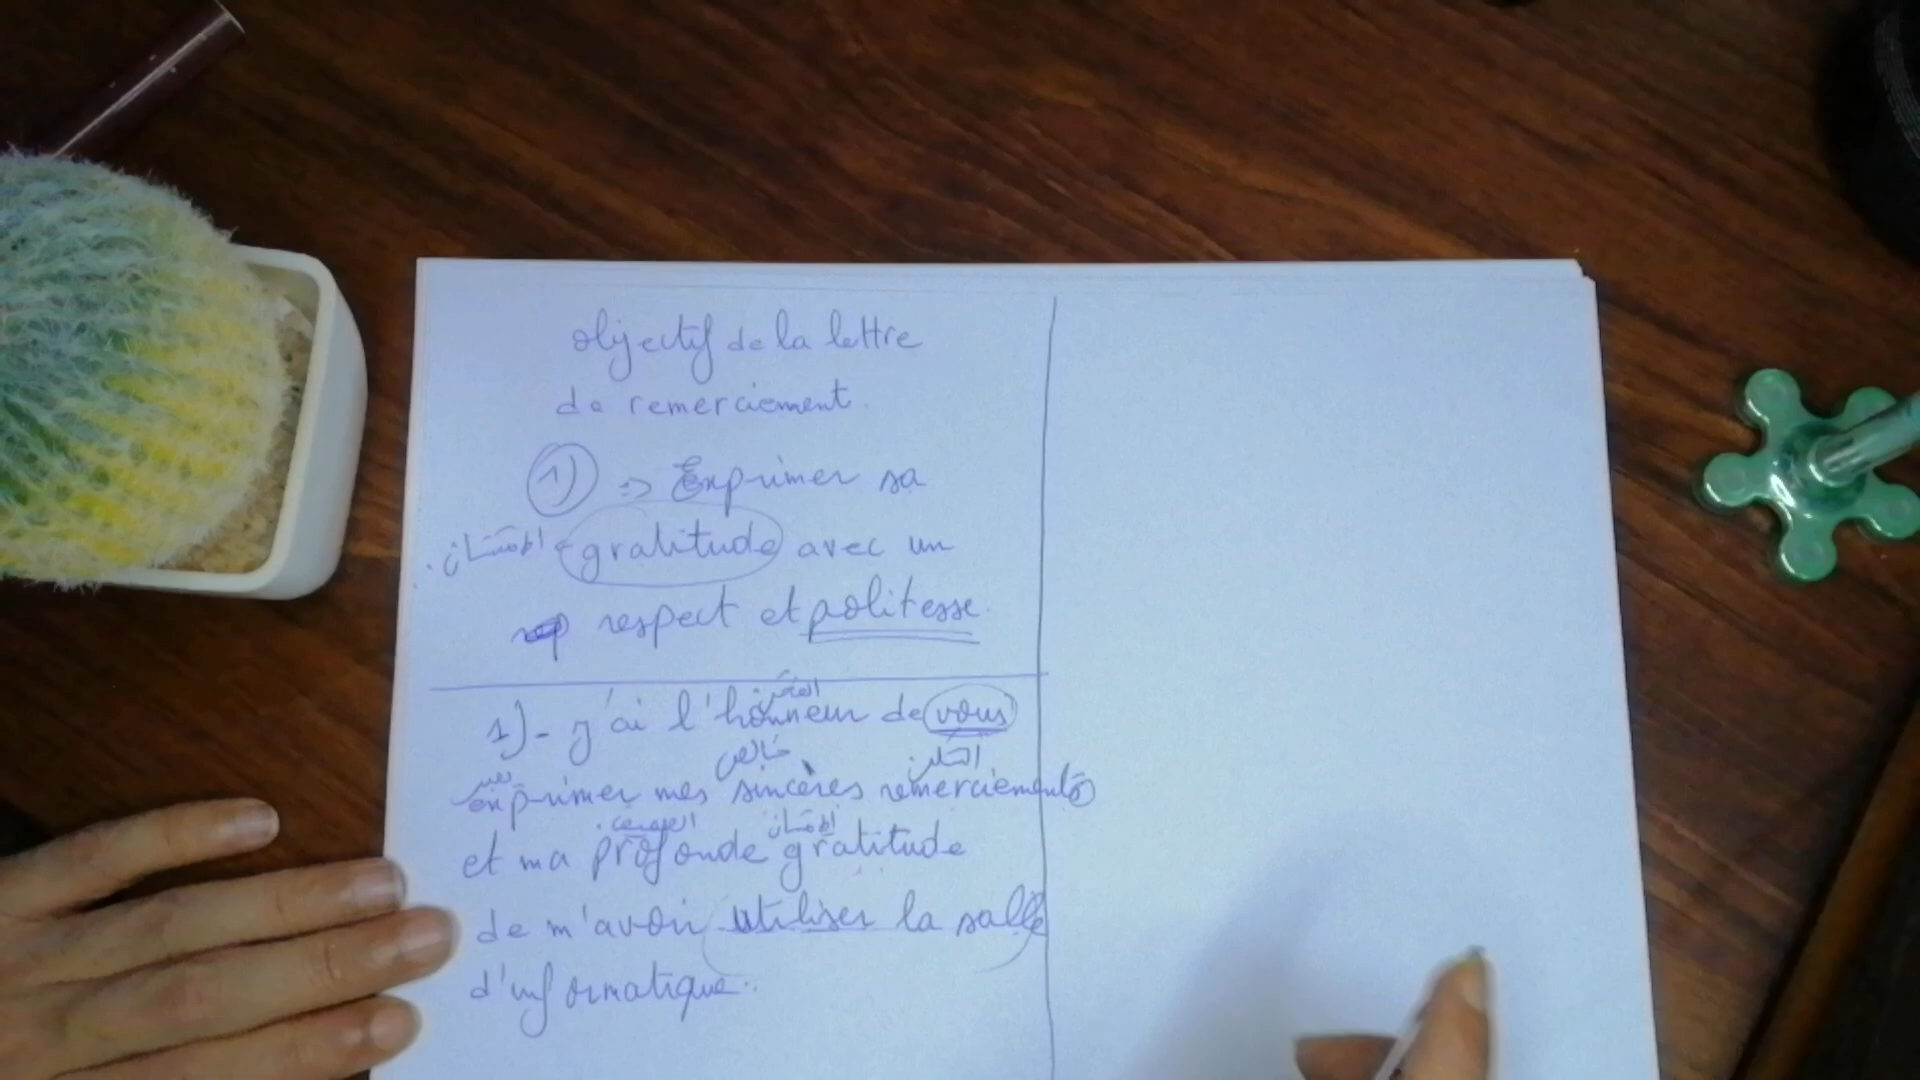 objectif de la lettre
de remerciement.
1) => Exprimer sa
الامتنان gratitude avec un
respect et politesse.
الفخر
1)- J'ai l'honneur de vous
خالص الشكر
تعبير
exprimer mes sincères remerciements
الامتنان
et ma profonde gratitude
de m'avoir utiliser la salle
d'informatique..